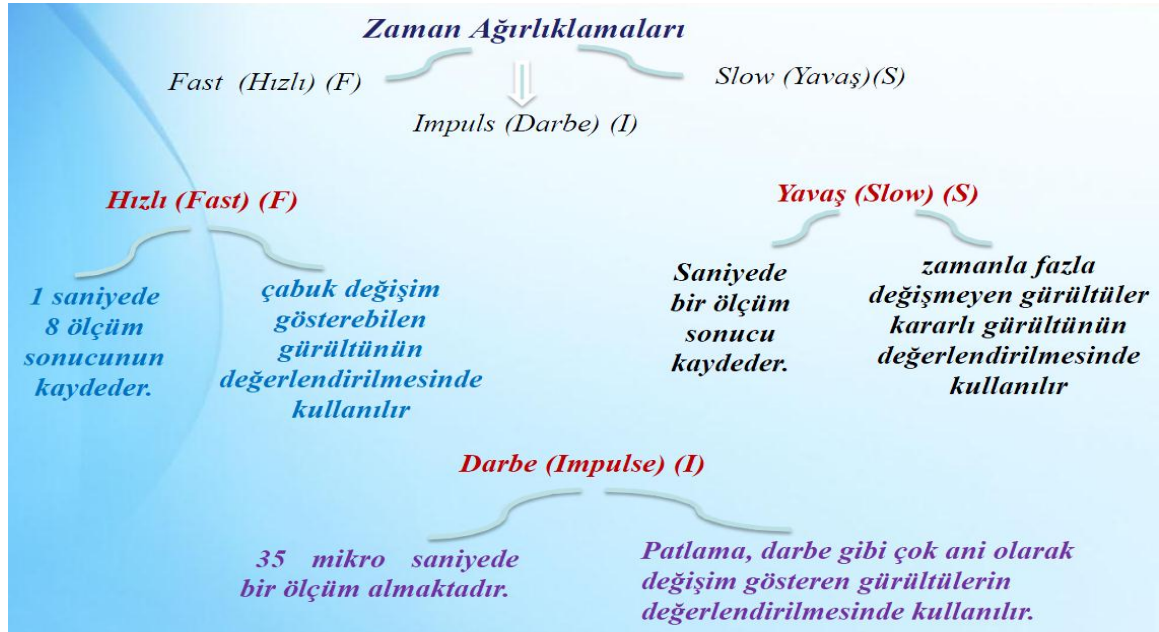 Zaman Ağırlıklamaları
Fast (Hızlı) (F)
Slow (Yavaş)(S)
Impuls (Darbe) (I)
Hızlı (Fast) (F)
1 saniyede
8 ölçüm
sonucunun
kaydeder.
çabuk değişim
gösterebilen
gürültünün
değerlendirilmesinde
kullanılır
Yavaş (Slow) (S)
Saniyede
bir ölçüm
sonucu
kaydeder.
zamanla fazla
değişmeyen gürültüler
kararlı gürültünün
değerlendirilmesinde
kullanılır
Darbe (Impulse) (I)
35 mikro saniyede
bir ölçüm almaktadır.
Patlama, darbe gibi çok ani olarak
değişim gösteren gürültülerin
değerlendirilmesinde kullanılır.